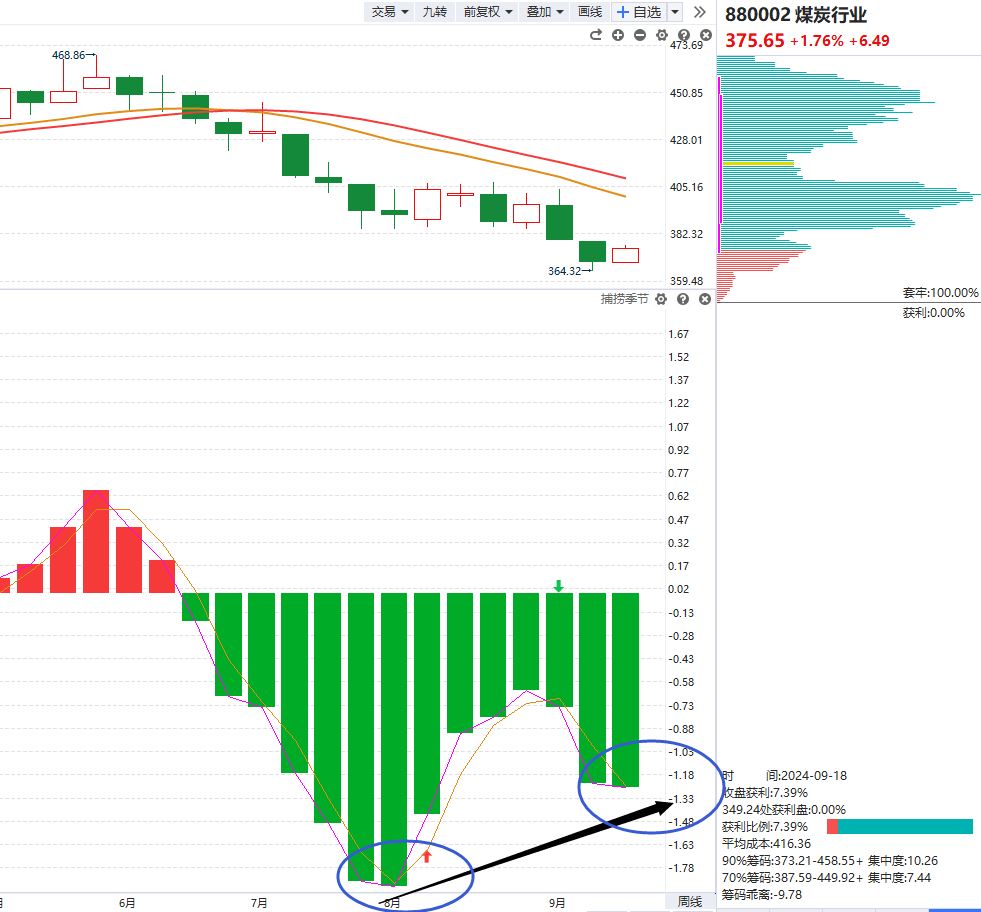 交易 九转 前复权 叠加 画线 +自选
880002 煤炭行业
375.65 +1.76% +6.49
473.69
468.86
450.85
428.01
405.16
382.32
364.32
359.48
套牢:100.00%
获利:0.00%
捕捞季节
1.67
1.52
1.37
1.22
1.07
0.92
0.77
0.62
0.47
0.32
0.17
0.02
-0.13
-0.28
-0.43
-0.58
-0.73
-0.88
-1.03
-1.18
-1.33
-1.48
-1.63
-1.78
时 间:2024-09-18
收盘获利:7.39%
349.24处获利盘:0.00%
获利比例:7.39%
平均成本:416.36
90%筹码:373.21-458.55+ 集中度:10.26
70%筹码:387.59-449.92+ 集中度:7.44
筹码乖离:-9.78
月 6月 7月 8月 9月 周线